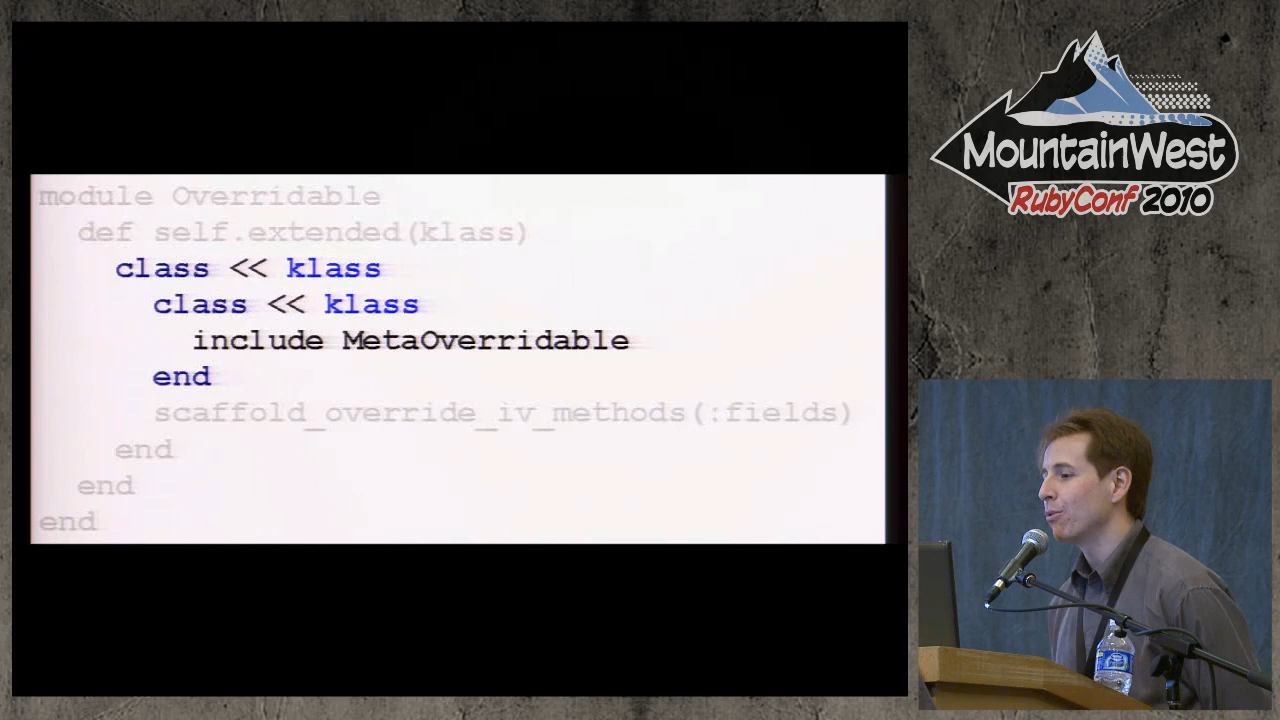 module Overridable
def self.extended(klass)
class << klass
class << klass
include MetaOverridable
end
scaffold_override_iv_methods(:fields)
end
end
end
MountainWest
RubyConf 2010